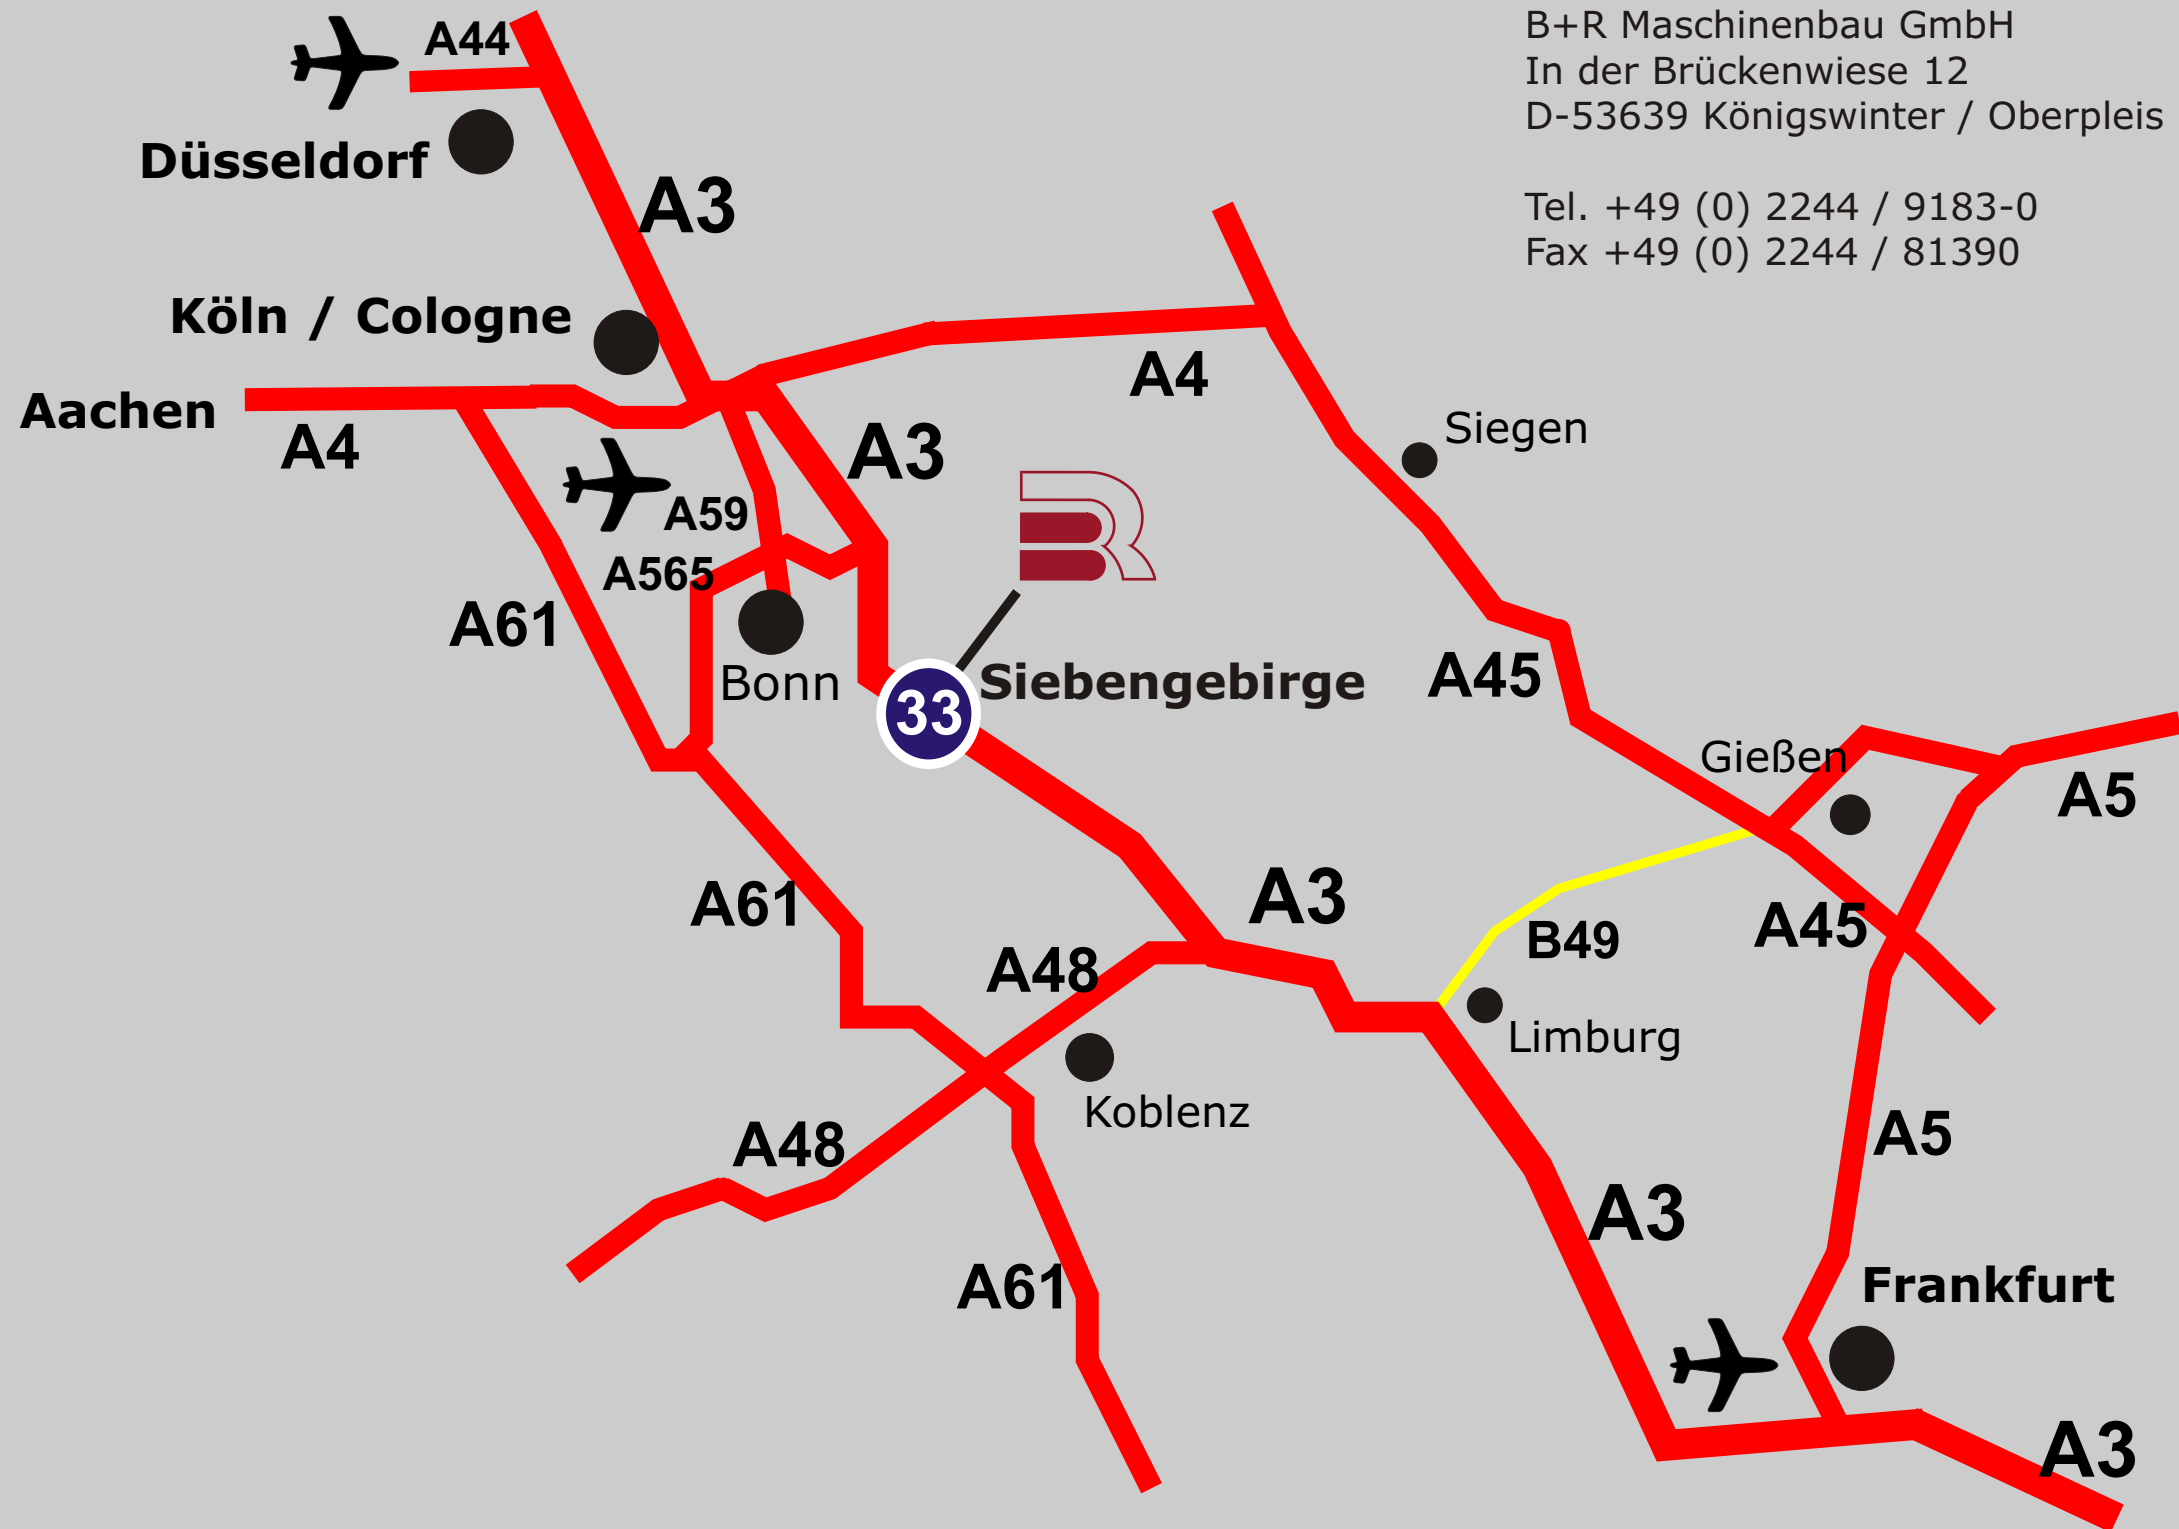 B+R Maschinenbau GmbH
In der Brückenwiese 12
D-53639 Königswinter / Oberpleis
Tel. +49 (0) 2244 / 9183-0
Fax +49 (0) 2244 / 81390
A44
Düsseldorf
A3
Köln / Cologne
A4
Aachen
A4
Siegen
A3
A59
A565
A61
Bonn
33
Siebengebirge
A45
Gießen
A5
A61
A3
B49
A45
A48
Limburg
Koblenz
A48
A5
A3
A61
Frankfurt
A3